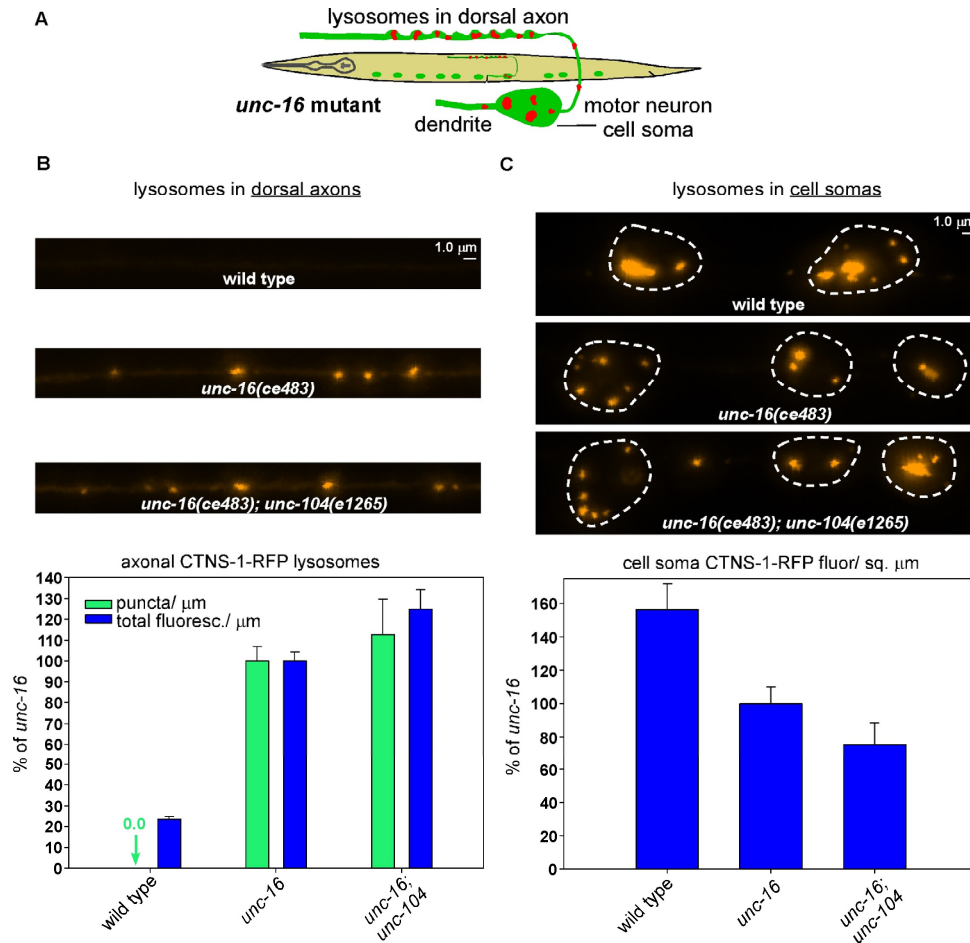 A
lysosomes in dorsal axon
unc-16 mutant
dendrite
motor neuron
cell soma
B
lysosomes in dorsal axons
1.0 μm
wild type
unc-16(ce483)
unc-16(ce483); unc-104(e1265)
axonal CTNS-1-RFP lysosomes
puncta/ μm
total fluoresc./ μm
% of unc-16
140
130
120
110
100
90
80
70
60
50
40
30
20
10
0
0.0
wild type
unc-16
unc-16;
unc-104
C
lysosomes in cell somas
1.0 μm
wild type
unc-16(ce483)
unc-16(ce483); unc-104(e1265)
cell soma CTNS-1-RFP fluor/ sq. μm
% of unc-16
160
140
120
100
80
60
40
20
0
wild type
unc-16
unc-16;
unc-104